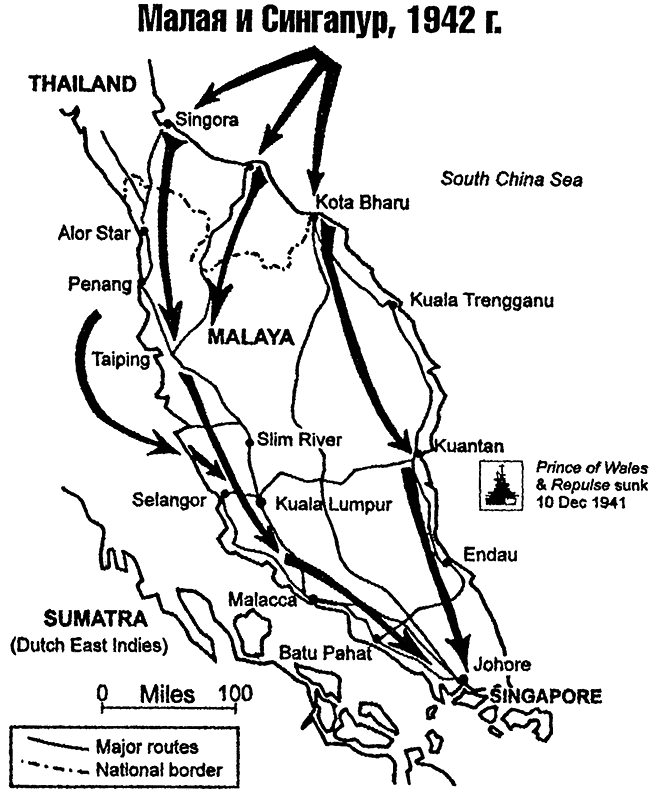 Малая и Сингапур, 1942 г.
THAILAND
Singora
South China Sea
Kota Bharu
Alor Star
Penang
Kuala Trengganu
MALAYA
Taiping
Slim River
Kuantan
Prince of Wales
& Repulse sunk
10 Dec 1941
Selangor
Kuala Lumpur
Endau
Malacca
SUMATRA
(Dutch East Indies)
Batu Pahat
Johore
SINGAPORE
0 Miles 100
Major routes
National border